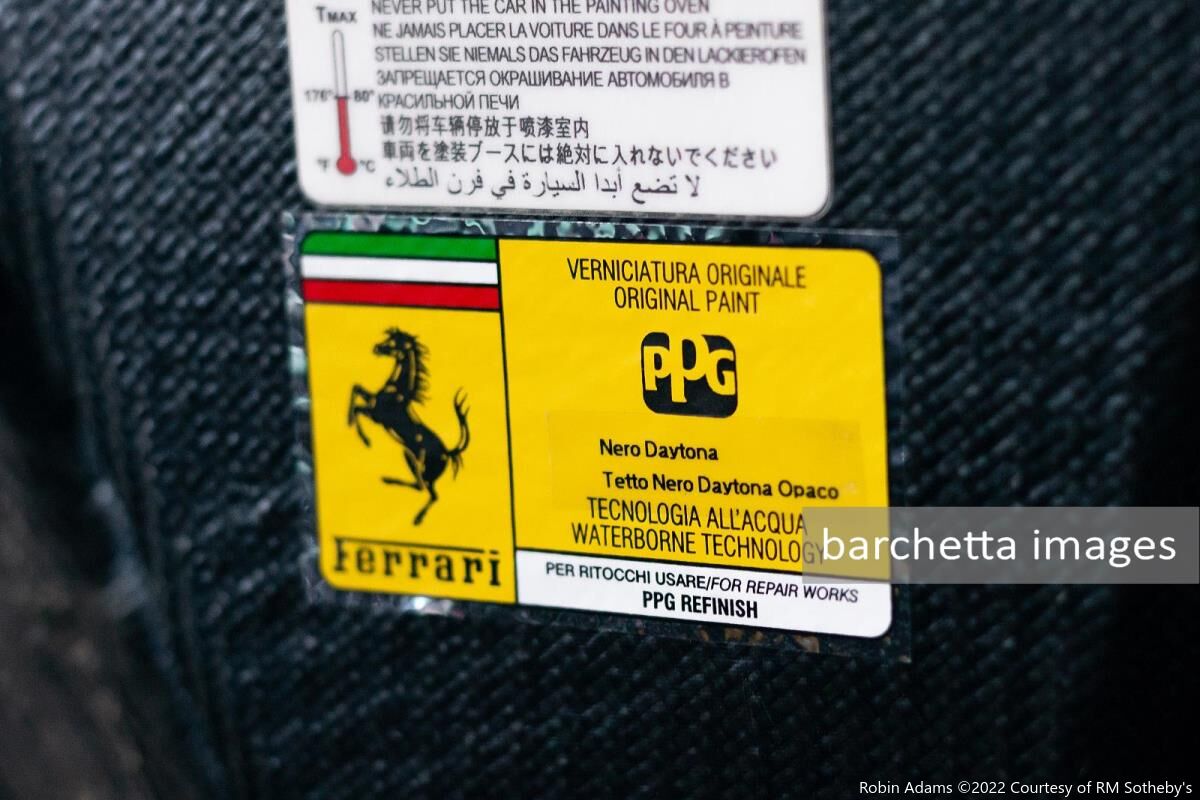 TMAX
NEVER PUT THE CAR IN THE PAINTING OVEN
NE JAMAIS PLACER LA VOITURE DANS LE FOUR À PEINTURE
STELLEN SIE NIEMALS DAS FAHRZEUG IN DEN LACKIEROFEN
ЗАПРЕЩАЕТСЯ ОКРАШИВАНИЕ АВТОМОБИЛЯ В
КРАСИЛЬНОЙ ПЕЧИ
176° 80°
请勿将车辆停放于喷漆室内
車両を塗装ブースには絶対に入れないでください
°F °C
لا تضع أبدا السيارة في فرن الطلاء
VERNICIATURA ORIGINALE
ORIGINAL PAINT
PPG
Nero Daytona
Tetto Nero Daytona Opaco
TECNOLOGIA ALL'ACQUA
WATERBORNE TECHNOLOGY
Ferrari
PER RITOCCHI USARE/FOR REPAIR WORKS
PPG REFINISH
barchetta images
Robin Adams ©2022 Courtesy of RM Sotheby's